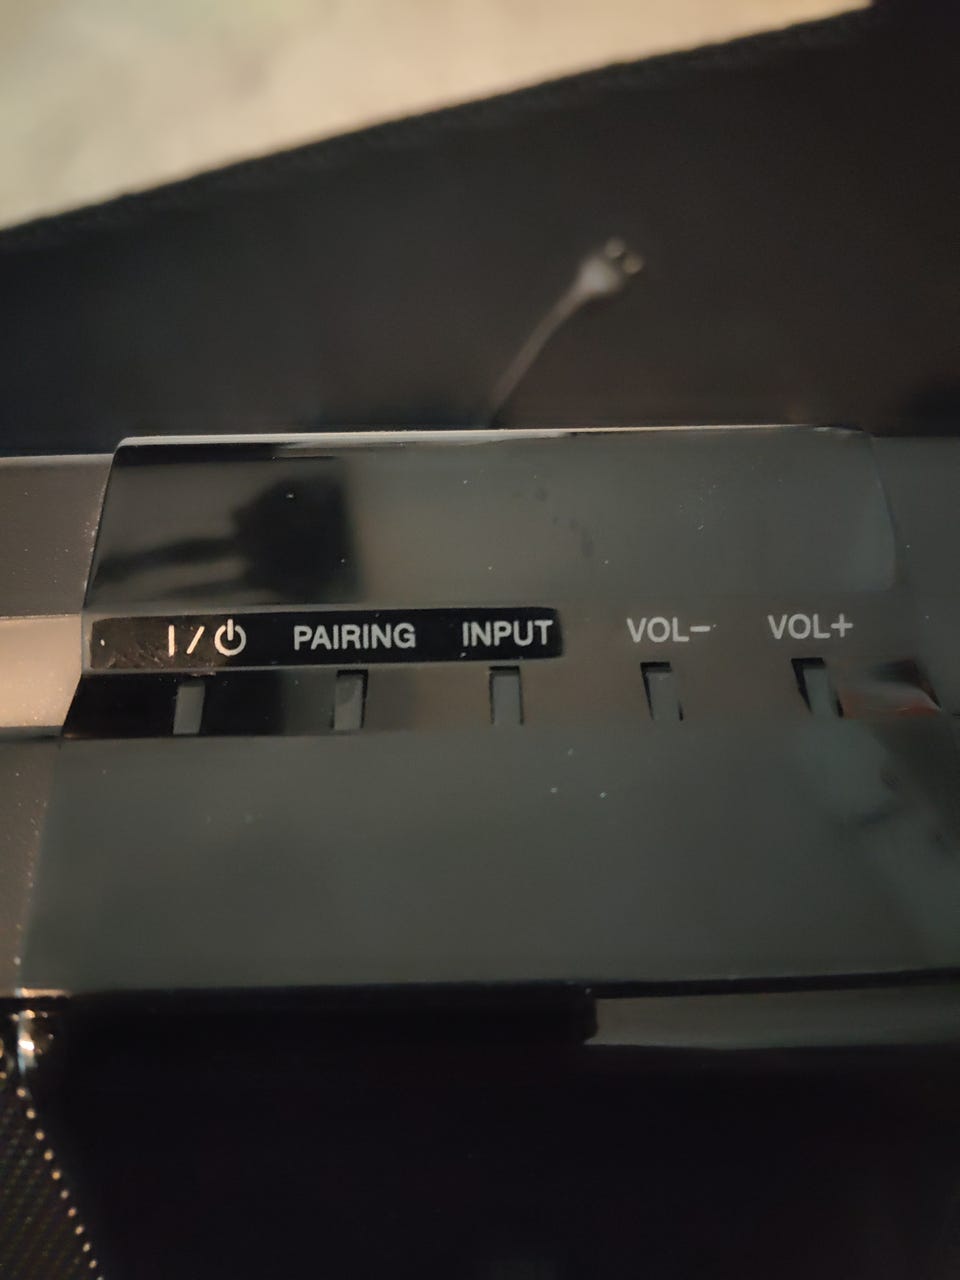 I/⏻ PAIRING INPUT VOL- VOL+